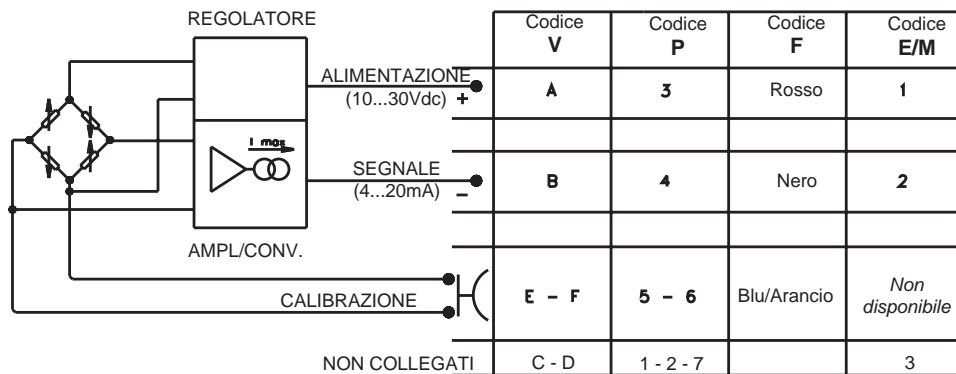 REGOLATORE
Codice V
Codice P
Codice F
Codice E/M
ALIMENTAZIONE
(10...30Vdc) +
A
3
Rosso
1
I max
SEGNALE
(4...20mA) –
B
4
Nero
2
AMPL/CONV.
CALIBRAZIONE
E – F
5 – 6
Blu/Arancio
Non
disponibile
NON COLLEGATI
C - D
1 - 2 - 7
3